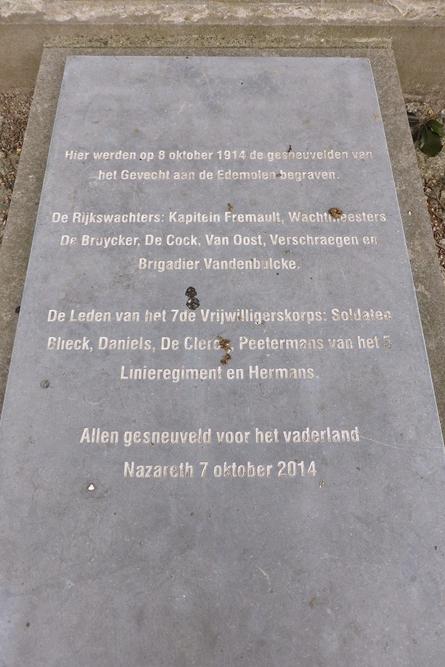 Hier werden op 8 oktober 1914 de gesneuvelden van
het Gevecht aan de Edemolen begraven.
De Rijkswachters: Kapitein Fremault, Wachtmeesters
De Bruycker, De Cock, Van Oost, Verschraegen en
Brigadier Vandenbulcke.
De Leden van het 7de Vrijwilligerskorps: Soldaten
Blieck, Daniels, De Clercq, Peetermans van het 5
Linieregiment en Hermans.
Allen gesneuveld voor het vaderland
Nazareth 7 oktober 2014